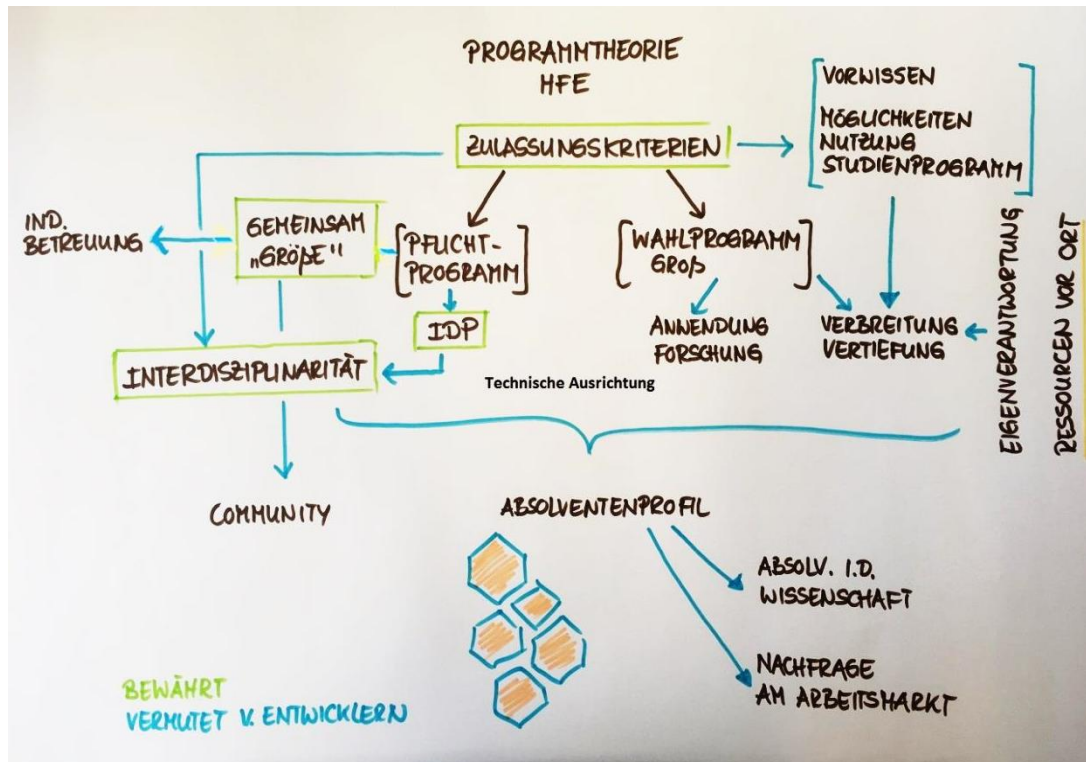 PROGRAMMTHEORIE
HFE
ZULASSUNGSKRITERIEN
VORWISSEN
MÖGLICHKEITEN
NUTZUNG
STUDIENPROGRAMM
IND.
BETREUUNG
GEMEINSAM
„GRÖßE"
PFLICHT-
PROGRAMM
WAHLPROGRAMM
GROß
IDP
ANWENDUNG
FORSCHUNG
VERBREITUNG
VERTIEFUNG
EIGENVERANTWORTUNG
RESSOURCEN VOR ORT
INTERDISZIPLINARITÄT
Technische Ausrichtung
COMMUNITY
ABSOLVENTENPROFIL
ABSOLV. I.D.
WISSENSCHAFT
NACHFRAGE
AM ARBEITSMARKT
BEWÄHRT
VERMUTET V. ENTWICKLERN